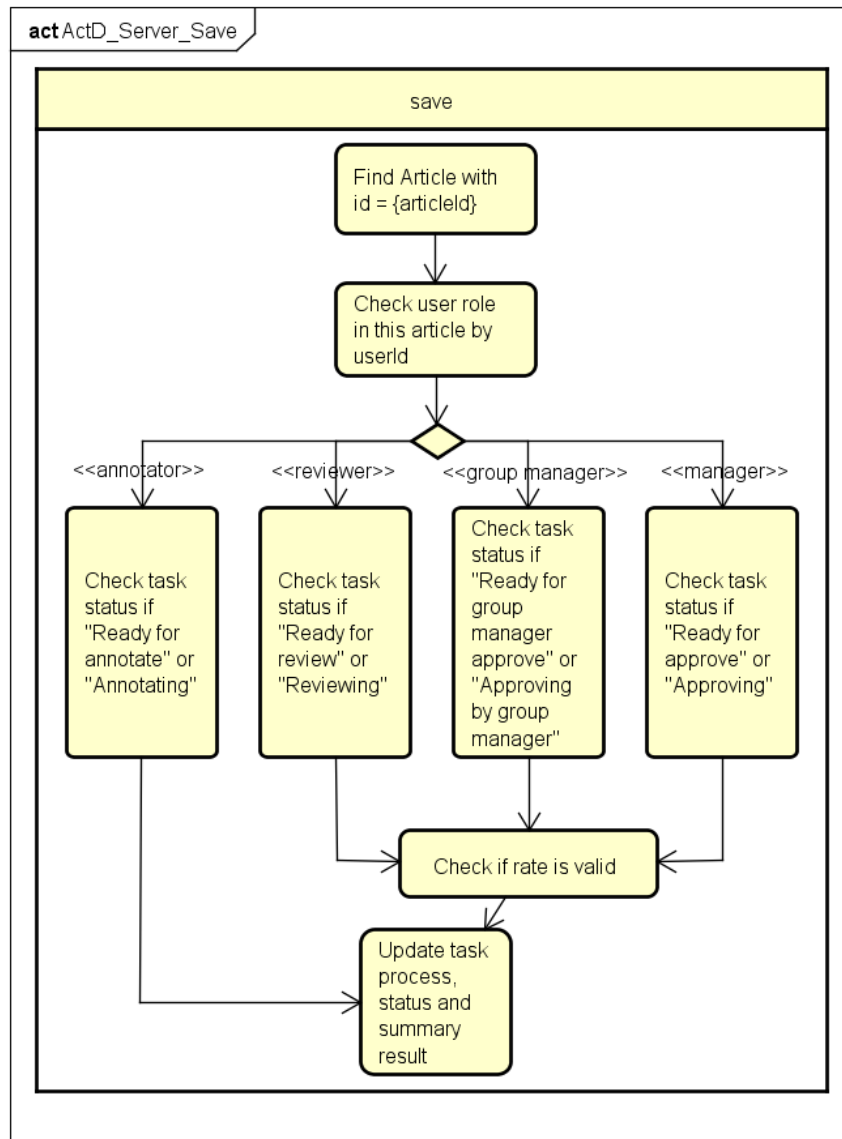 act ActD_Server_Save
save
Find Article with
id = {articleId}
Check user role
in this article by
userId
<<annotator>>
<<reviewer>>
<<group manager>>
<<manager>>
Check task
status if
"Ready for
annotate" or
"Annotating"
Check task
status if
"Ready for
review" or
"Reviewing"
Check task
status if
"Ready for
group
manager
approve" or
"Approving
by group
manager"
Check task
status if
"Ready for
approve" or
"Approving"
Check if rate is valid
Update task
process,
status and
summary
result